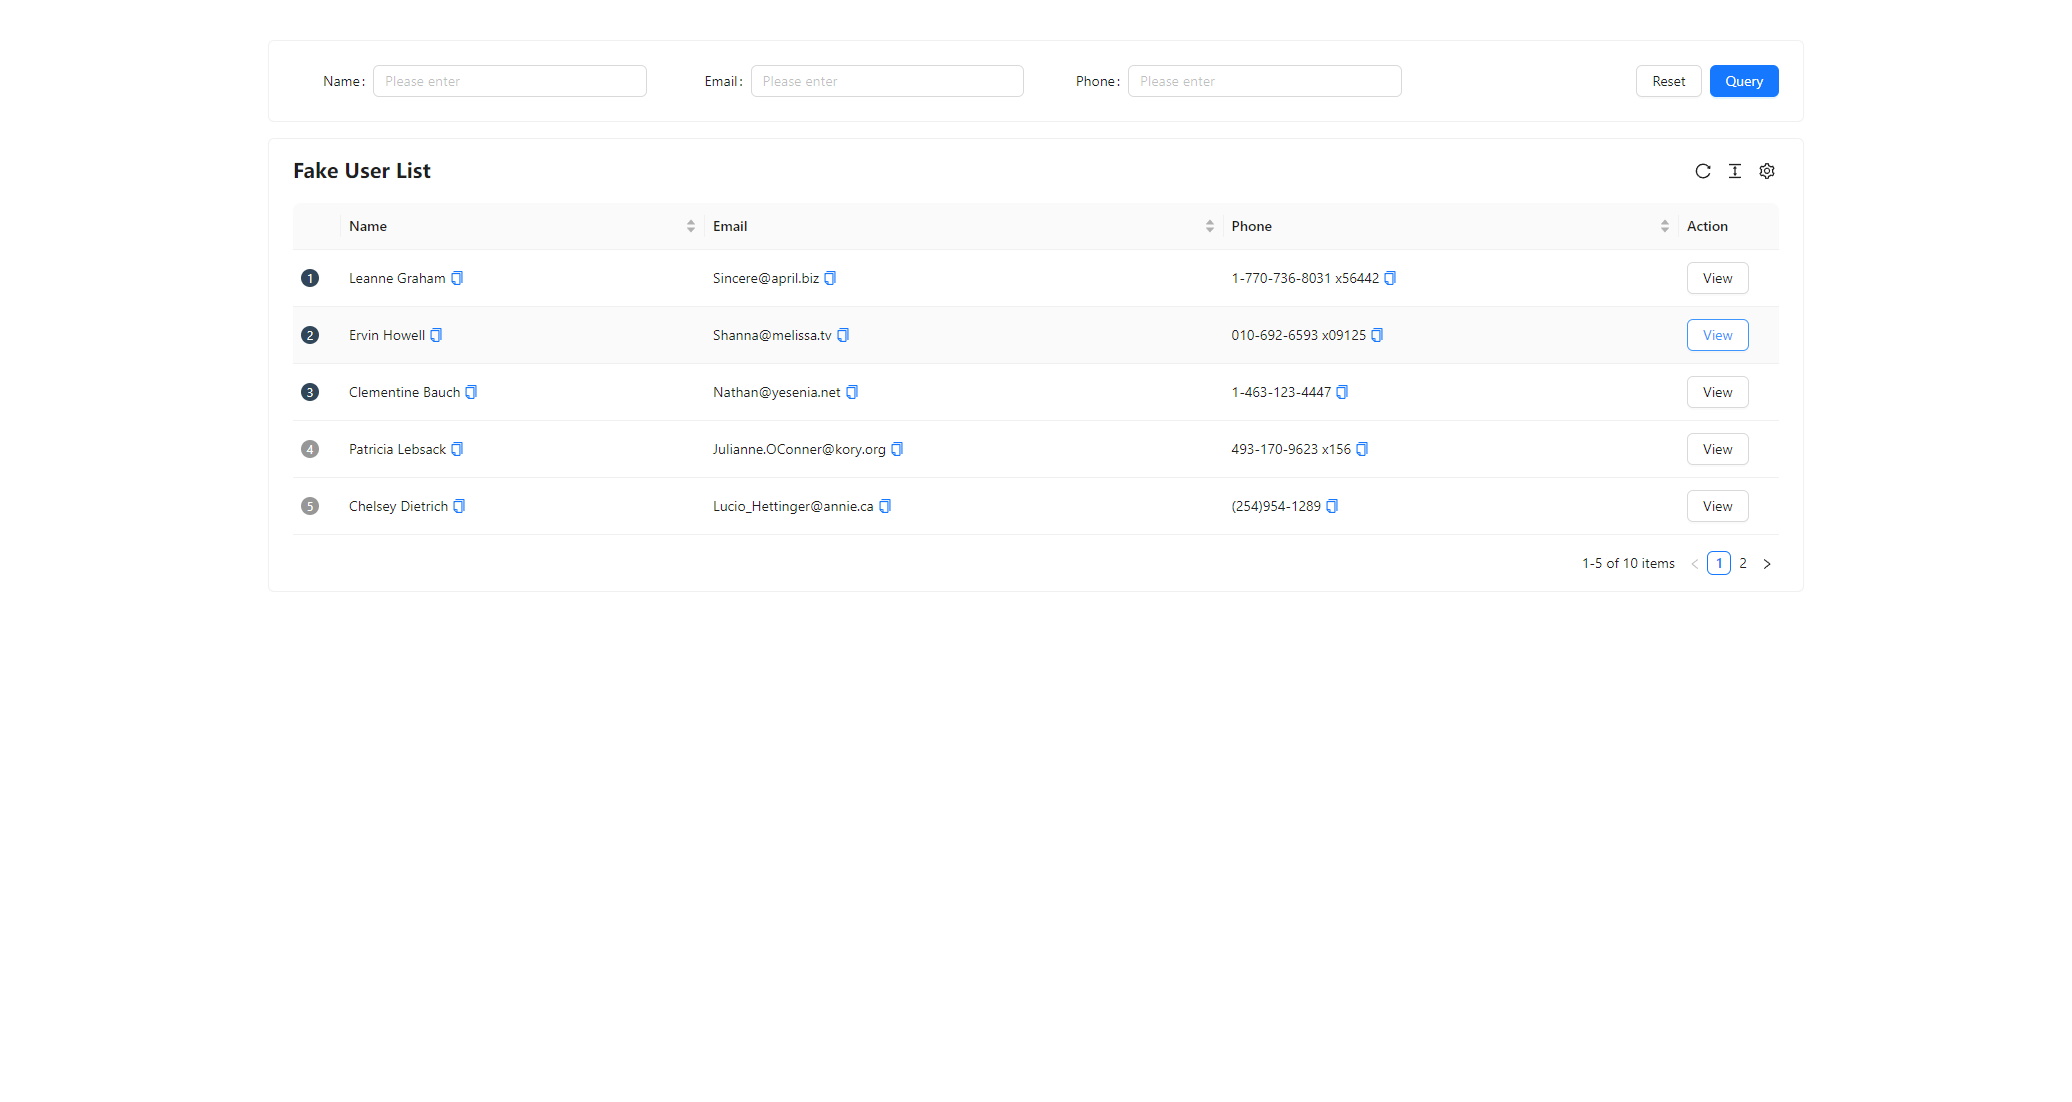 Name: Please enter Email: Please enter Phone: Please enter Reset Query
Fake User List
Name Email Phone Action
1 Leanne Graham Sincere@april.biz 1-770-736-8031 x56442 View
2 Ervin Howell Shanna@melissa.tv 010-692-6593 x09125 View
3 Clementine Bauch Nathan@yesenia.net 1-463-123-4447 View
4 Patricia Lebsack Julianne.OConner@kory.org 493-170-9623 x156 View
5 Chelsey Dietrich Lucio_Hettinger@annie.ca (254)954-1289 View
1-5 of 10 items < 1 2 >